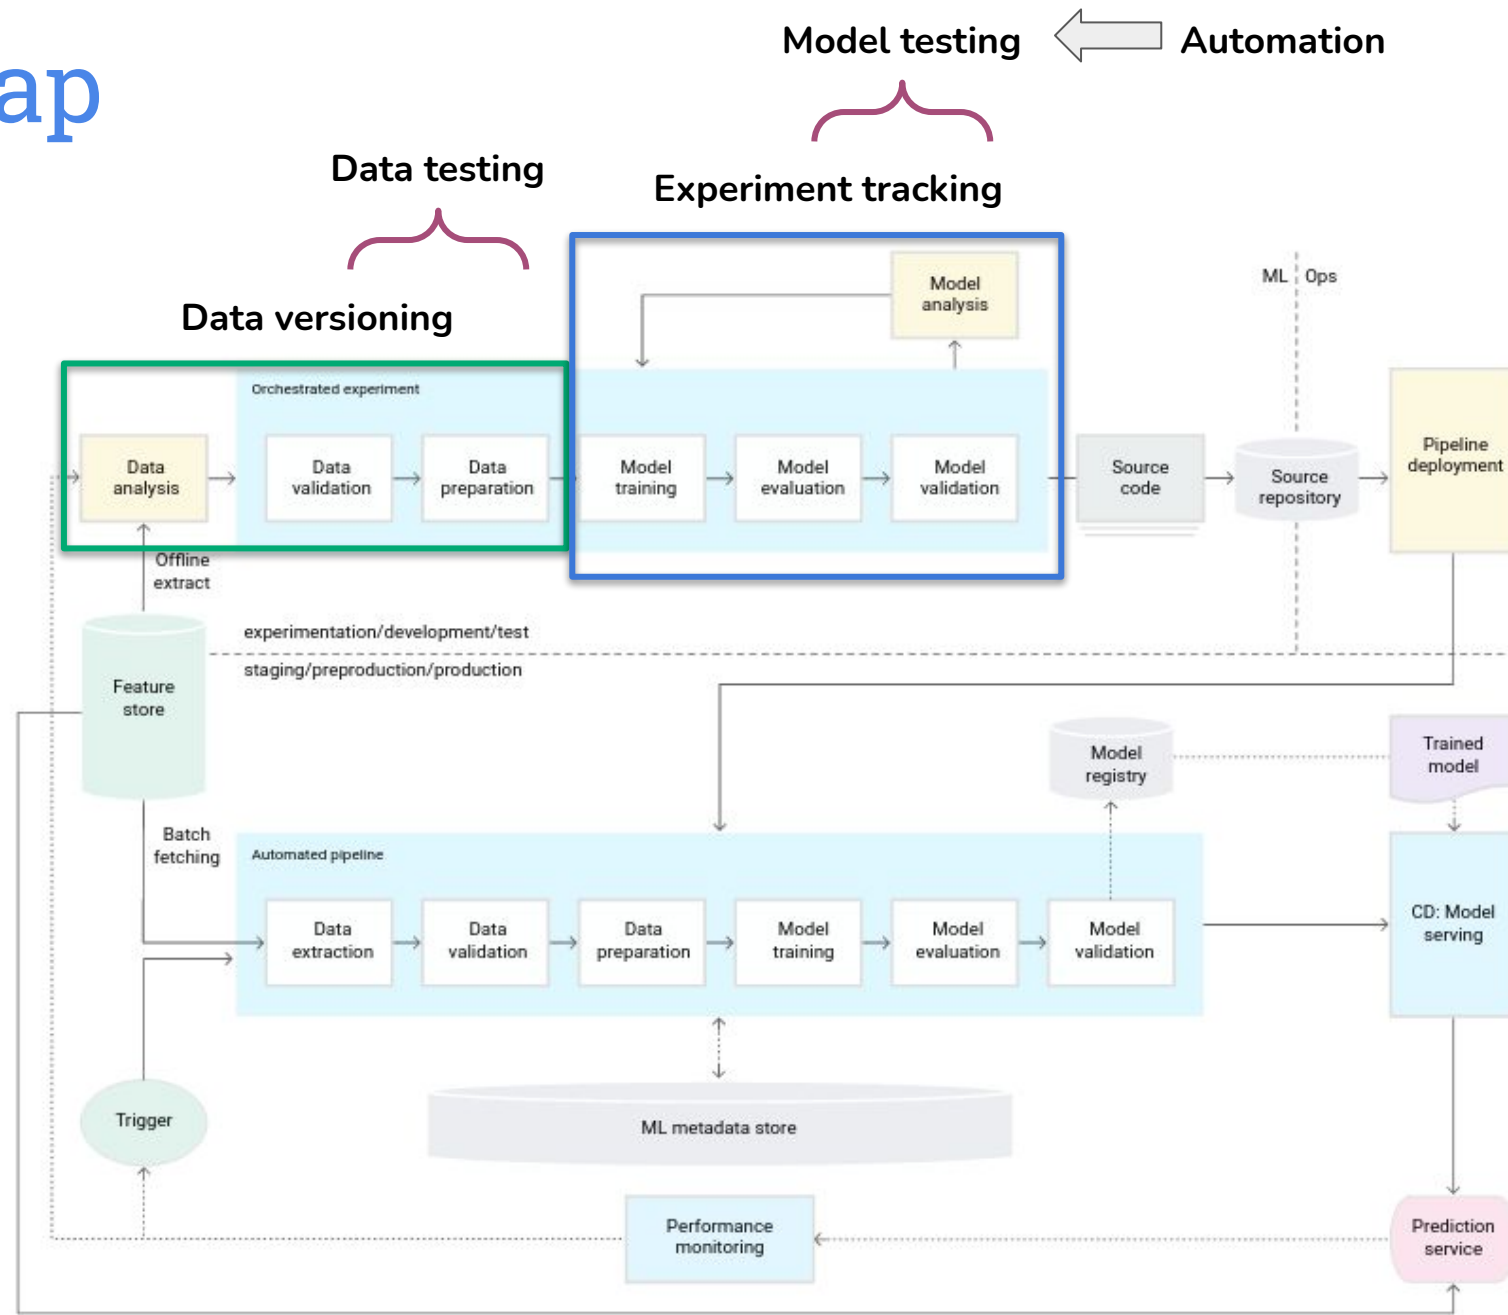 ap
Model testing
Automation
Data testing
Experiment tracking
Data versioning
Model
analysis
ML
Ops
Orchestrated experiment
Data
analysis
Data
validation
Data
preparation
Model
training
Model
evaluation
Model
validation
Source
code
Source
repository
Pipeline
deployment
Offline
extract
experimentation/development/test
staging/preproduction/production
Feature
store
Model
registry
Trained
model
Batch
fetching
Automated pipeline
Data
extraction
Data
validation
Data
preparation
Model
training
Model
evaluation
Model
validation
CD: Model
serving
Trigger
ML metadata store
Performance
monitoring
Prediction
service